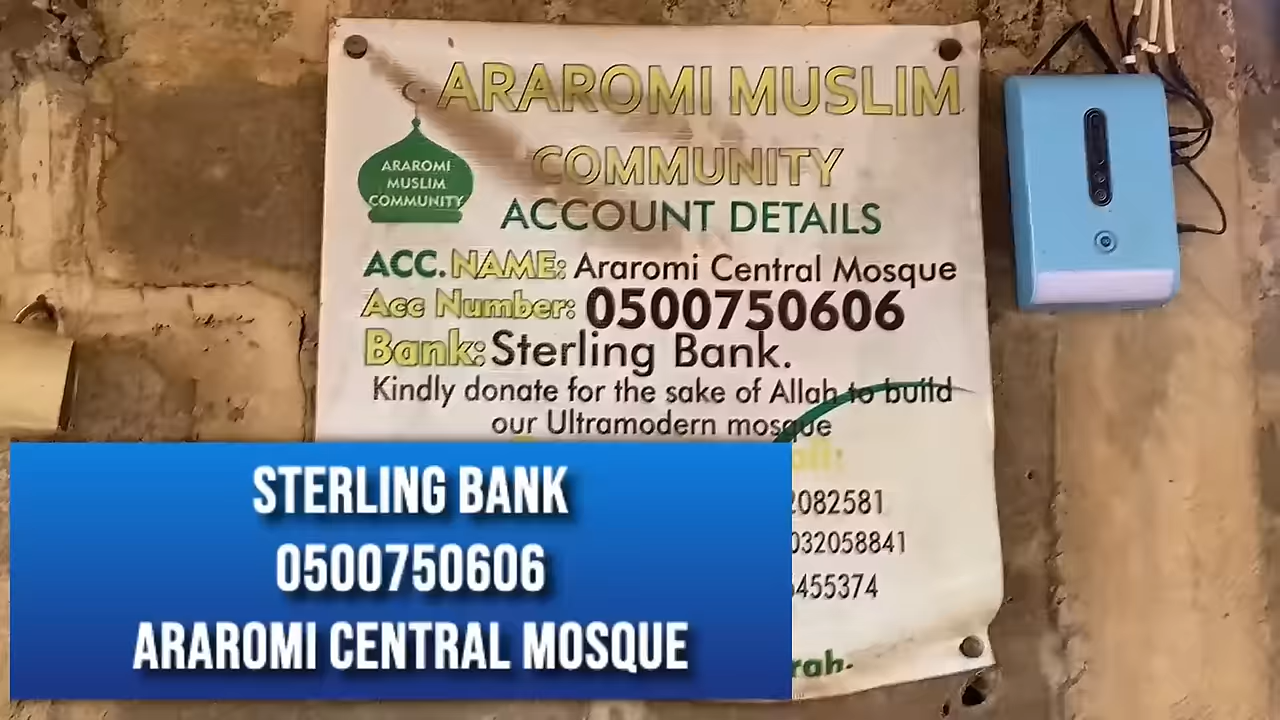 ARAROMI MUSLIM
COMMUNITY
ARAROMI
MUSLIM
COMMUNITY
ACCOUNT DETAILS
ACC. NAME: Araromi Central Mosque
Acc Number: 0500750606
Bank: Sterling Bank.
Kindly donate for the sake of Allah to build
our Ultramodern mosque
2082581
032058841
455374
STERLING BANK
0500750606
ARAROMI CENTRAL MOSQUE